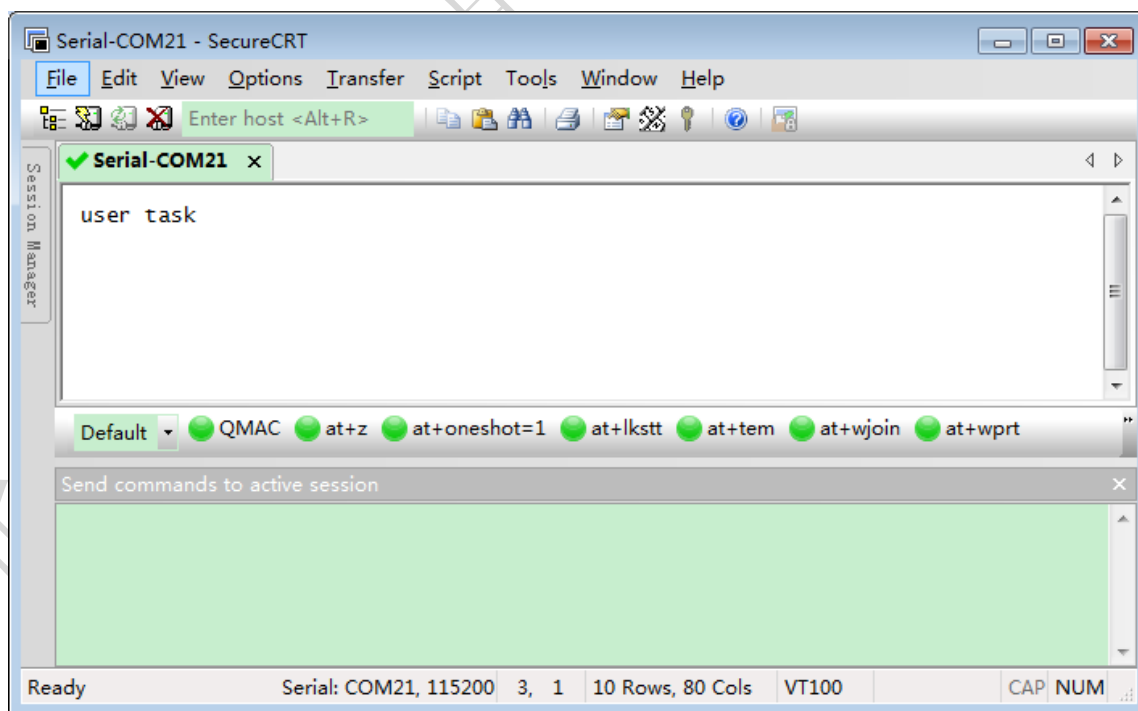 Serial-COM21 - SecureCRT
File Edit View Options Transfer Script Tools Window Help
Enter host <Alt+R>
Session Manager
Serial-COM21
user task
Default QMAC at+z at+oneshot=1 at+lkstt at+tem at+wjoin at+wprt
Send commands to active session
Ready Serial: COM21, 115200 3, 1 10 Rows, 80 Cols VT100 CAP NUM